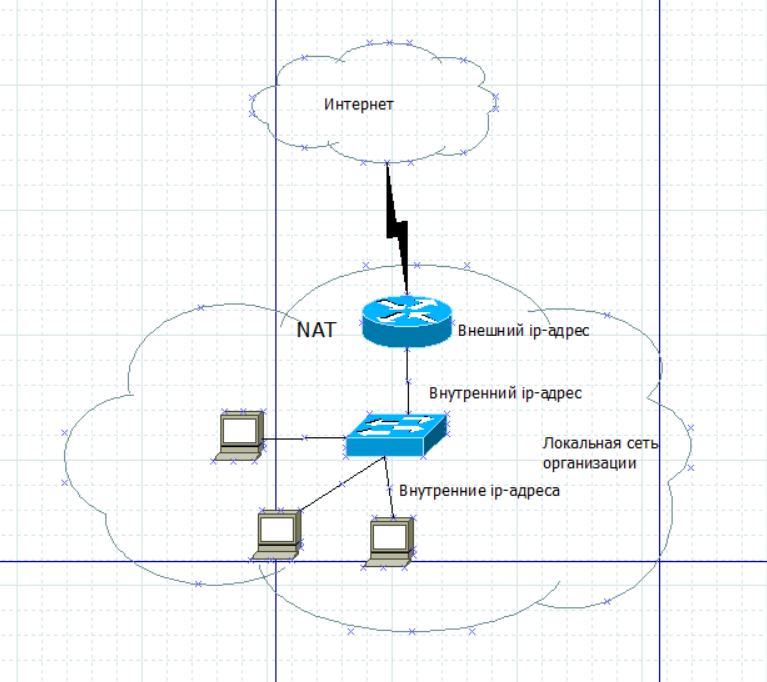 Интернет
NAT
Внешний ip-адрес
Внутренний ip-адрес
Локальная сеть
организации
Внутренние ip-адреса